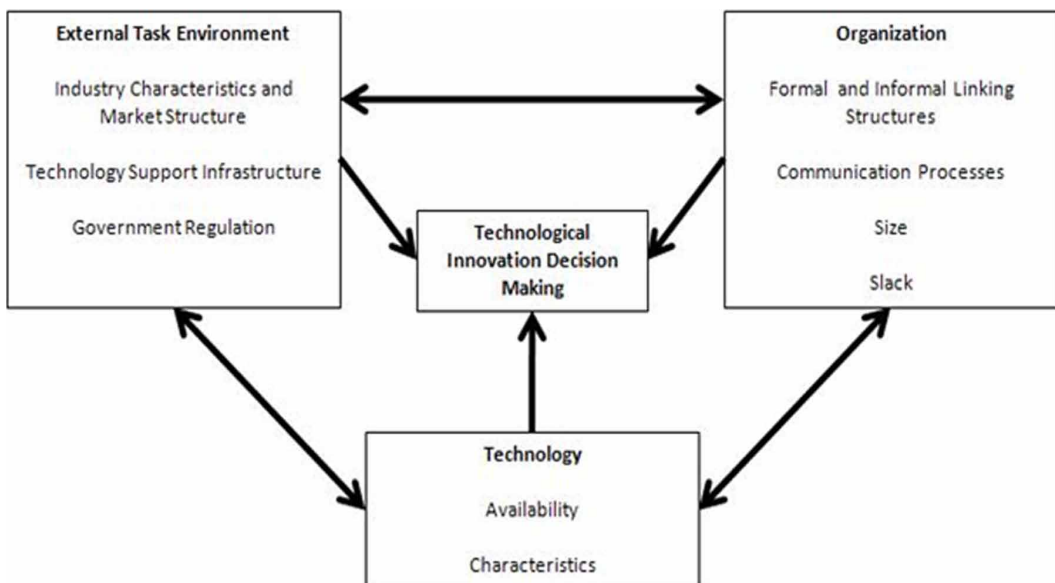 External Task Environment
Industry Characteristics and
Market Structure
Technology Support Infrastructure
Government Regulation
Organization
Formal and Informal Linking
Structures
Communication Processes
Size
Slack
Technological
Innovation Decision
Making
Technology
Availability
Characteristics